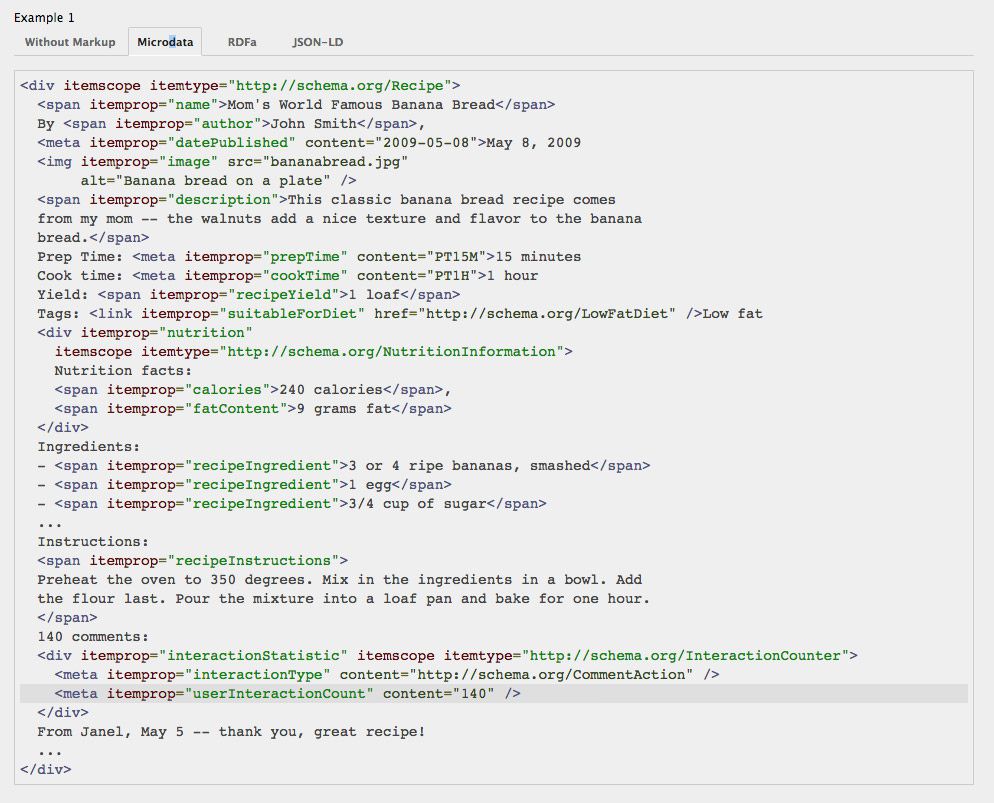 Example 1
Without Markup Microdata RDFa JSON-LD
<div itemscope itemtype="http://schema.org/Recipe">
  <span itemprop="name">Mom's World Famous Banana Bread</span>
  By <span itemprop="author">John Smith</span>,
  <meta itemprop="datePublished" content="2009-05-08">May 8, 2009
  <img itemprop="image" src="bananabread.jpg"
       alt="Banana bread on a plate" />
  <span itemprop="description">This classic banana bread recipe comes
  from my mom -- the walnuts add a nice texture and flavor to the banana
  bread.</span>
  Prep Time: <meta itemprop="prepTime" content="PT15M">15 minutes
  Cook time: <meta itemprop="cookTime" content="PT1H">1 hour
  Yield: <span itemprop="recipeYield">1 loaf</span>
  Tags: <link itemprop="suitableForDiet" href="http://schema.org/LowFatDiet" />Low fat
  <div itemprop="nutrition"
    itemscope itemtype="http://schema.org/NutritionInformation">
    Nutrition facts:
    <span itemprop="calories">240 calories</span>,
    <span itemprop="fatContent">9 grams fat</span>
  </div>
  Ingredients:
  - <span itemprop="recipeIngredient">3 or 4 ripe bananas, smashed</span>
  - <span itemprop="recipeIngredient">1 egg</span>
  - <span itemprop="recipeIngredient">3/4 cup of sugar</span>
  ...
  Instructions:
  <span itemprop="recipeInstructions">
  Preheat the oven to 350 degrees. Mix in the ingredients in a bowl. Add
  the flour last. Pour the mixture into a loaf pan and bake for one hour.
  </span>
  140 comments:
  <div itemprop="interactionStatistic" itemscope itemtype="http://schema.org/InteractionCounter">
    <meta itemprop="interactionType" content="http://schema.org/CommentAction" />
    <meta itemprop="userInteractionCount" content="140" />
  </div>
  From Janel, May 5 -- thank you, great recipe!
  ...
</div>